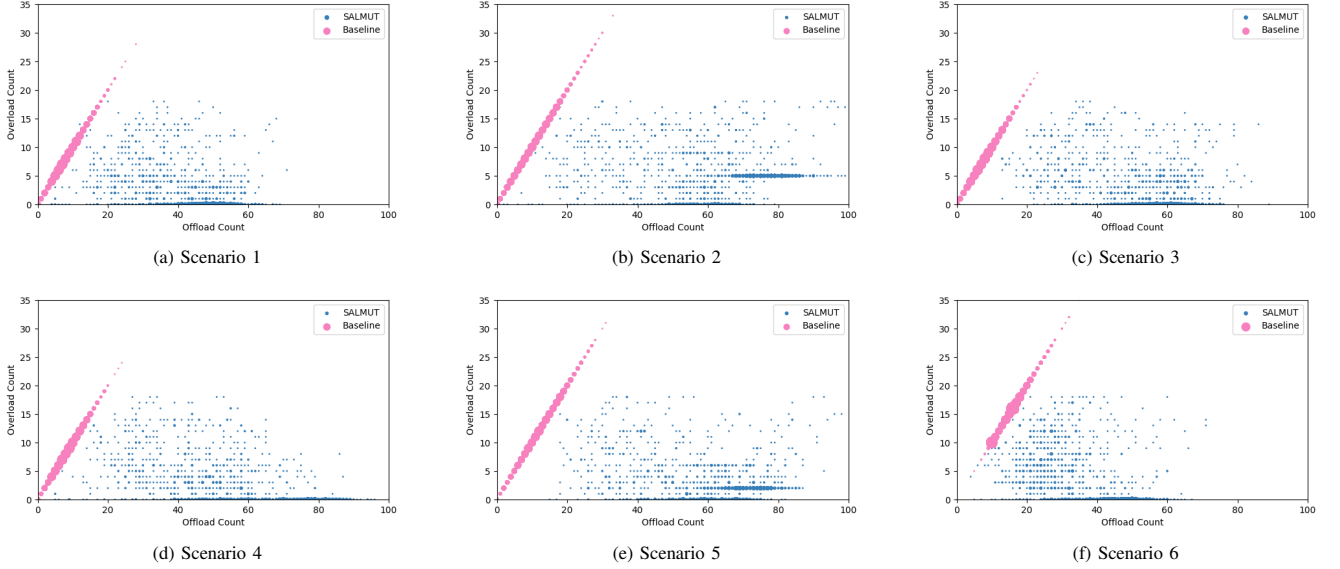 35
30
25
20
15
10
5
0
Overload Count
0 20 40 60 80 100
Offload Count
SALMUT
Baseline
(a) Scenario 1
35
30
25
20
15
10
5
0
Overload Count
0 20 40 60 80 100
Offload Count
SALMUT
Baseline
(b) Scenario 2
35
30
25
20
15
10
5
0
Overload Count
0 20 40 60 80 100
Offload Count
SALMUT
Baseline
(c) Scenario 3
35
30
25
20
15
10
5
0
Overload Count
0 20 40 60 80 100
Offload Count
SALMUT
Baseline
(d) Scenario 4
35
30
25
20
15
10
5
0
Overload Count
0 20 40 60 80 100
Offload Count
SALMUT
Baseline
(e) Scenario 5
35
30
25
20
15
10
5
0
Overload Count
0 20 40 60 80 100
Offload Count
SALMUT
Baseline
(f) Scenario 6